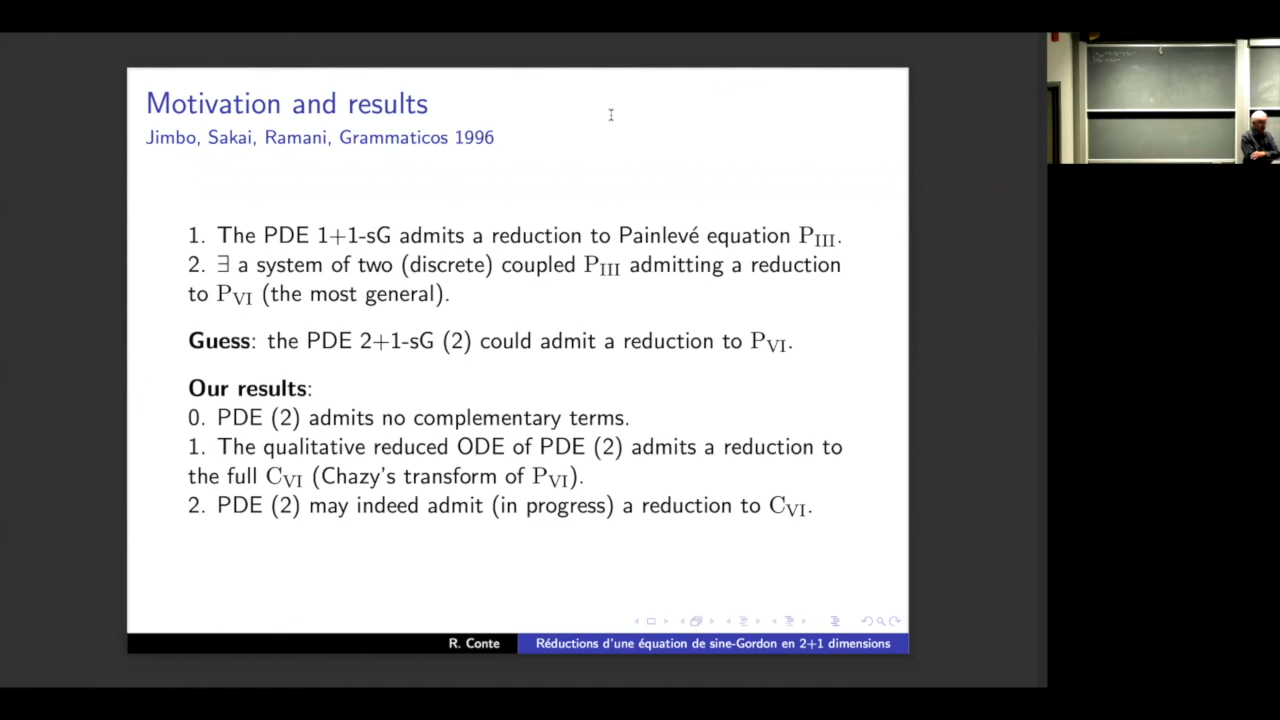 Motivation and results
Jimbo, Sakai, Ramani, Grammaticos 1996
1. The PDE 1+1-sG admits a reduction to Painlevé equation P_III.
2. ∃ a system of two (discrete) coupled P_III admitting a reduction
to P_VI (the most general).
Guess: the PDE 2+1-sG (2) could admit a reduction to P_VI.
Our results:
0. PDE (2) admits no complementary terms.
1. The qualitative reduced ODE of PDE (2) admits a reduction to
the full C_VI (Chazy's transform of P_VI).
2. PDE (2) may indeed admit (in progress) a reduction to C_VI.
R. Conte
Réductions d'une équation de sine-Gordon en 2+1 dimensions